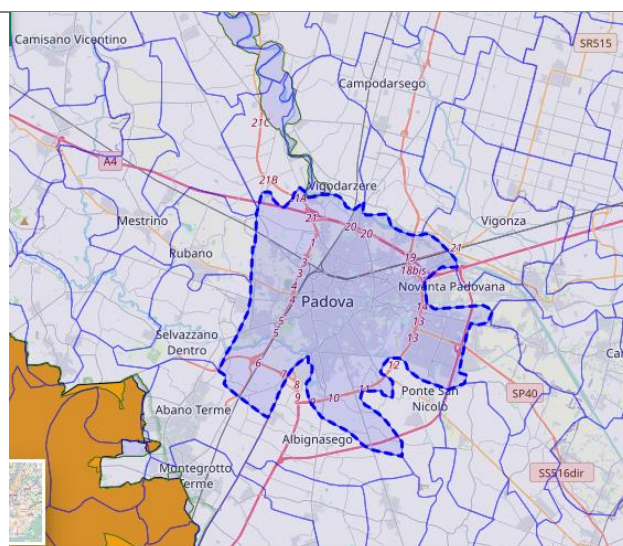 Camisano Vicentino
SR515
Campodarsego
21C
A4
21B
Vigodarzere
21
20
20
Mestrino
Vigonza
21
1
19
Rubano
3
18bis
3
Noventa Padovana
4
4
Padova
14
5
13
Selvazzano
Dentro
5
13
6
12
7
8
11
Ponte San
Nicolò
SP40
Abano Terme
9
10
Albignasego
Montegrotto
Terme
SS516dir